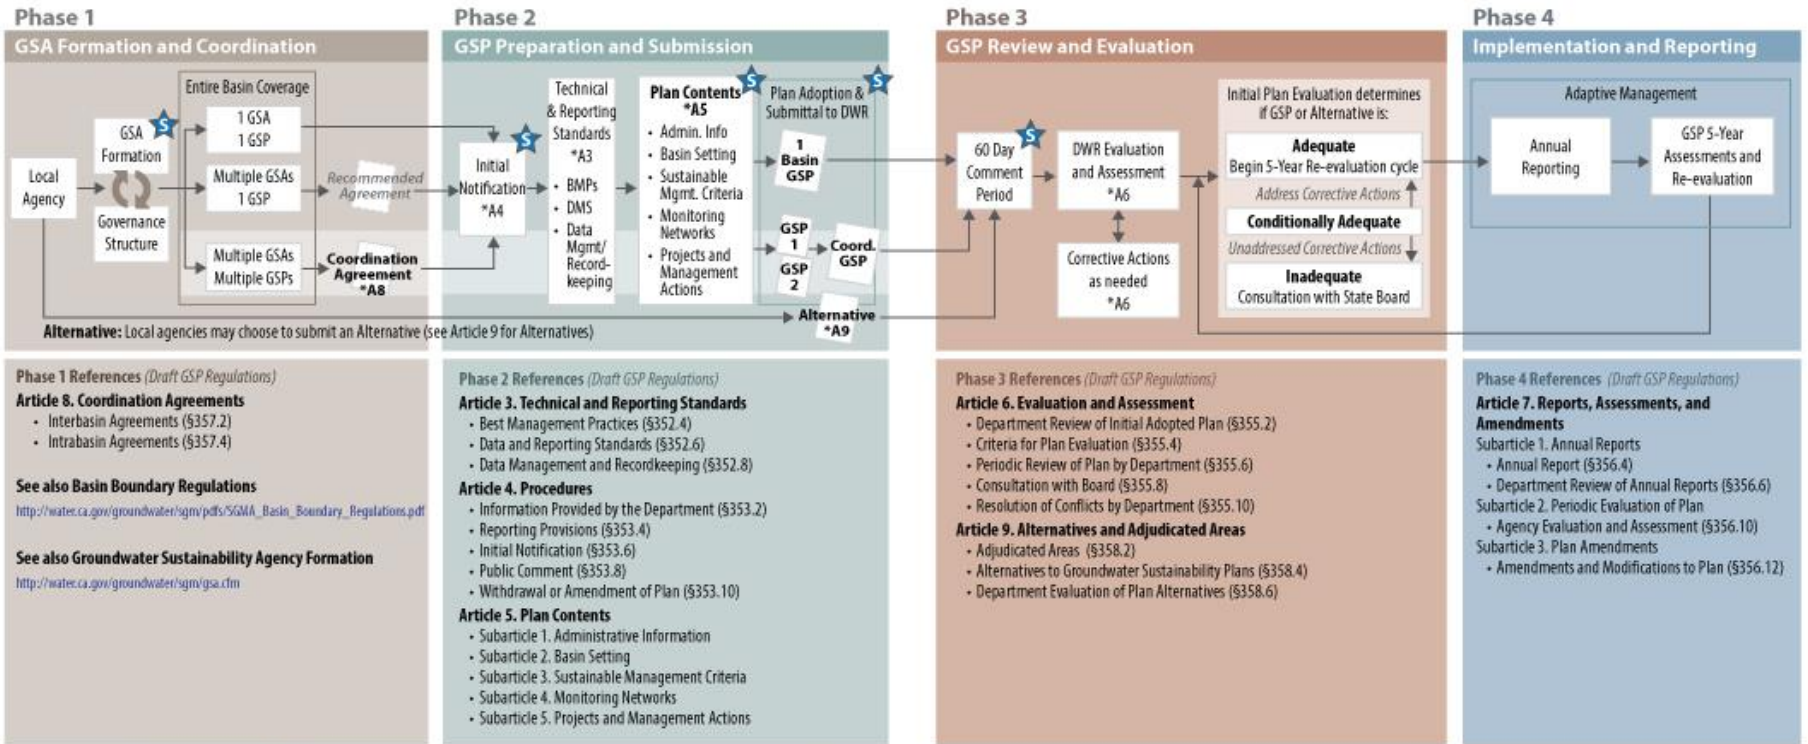 Phase 1
GSA Formation and Coordination
Entire Basin Coverage
S
GSA
Formation
Local
Agency
Governance
Structure
1 GSA
1 GSP
Multiple GSAs
1 GSP
Multiple GSAs
Multiple GSPs
Recommended
Agreement
Coordination
Agreement
*A8
Alternative: Local agencies may choose to submit an Alternative (see Article 9 for Alternatives)
Phase 2
GSP Preparation and Submission
S
Initial
Notification
*A4
Technical
& Reporting
Standards
*A3
• BMPs
• DMS
• Data
Mgmt/
Record-
keeping
S
Plan Contents
*A5
• Admin. Info
• Basin Setting
• Sustainable
Mgmt. Criteria
• Monitoring
Networks
• Projects and
Management
Actions
S
Plan Adoption &
Submittal to DWR
1
Basin
GSP
GSP
1
GSP
2
Coord.
GSP
Alternative
*A9
Phase 3
GSP Review and Evaluation
S
60 Day
Comment
Period
DWR Evaluation
and Assessment
*A6
Corrective Actions
as needed
*A6
Initial Plan Evaluation determines
if GSP or Alternative is:
Adequate
Begin 5-Year Re-evaluation cycle
Address Corrective Actions
Conditionally Adequate
Unaddressed Corrective Actions
Inadequate
Consultation with State Board
Phase 4
Implementation and Reporting
Adaptive Management
Annual
Reporting
GSP 5-Year
Assessments and
Re-evaluation
Phase 1 References (Draft GSP Regulations)
Article 8. Coordination Agreements
• Interbasin Agreements (§357.2)
• Intrabasin Agreements (§357.4)
See also Basin Boundary Regulations
http://water.ca.gov/groundwater/sgm/pdfs/SGMA_Basin_Boundary_Regulations.pdf
See also Groundwater Sustainability Agency Formation
http://water.ca.gov/groundwater/sgm/gsa.cfm
Phase 2 References (Draft GSP Regulations)
Article 3. Technical and Reporting Standards
• Best Management Practices (§352.4)
• Data and Reporting Standards (§352.6)
• Data Management and Recordkeeping (§352.8)
Article 4. Procedures
• Information Provided by the Department (§353.2)
• Reporting Provisions (§353.4)
• Initial Notification (§353.6)
• Public Comment (§353.8)
• Withdrawal or Amendment of Plan (§353.10)
Article 5. Plan Contents
• Subarticle 1. Administrative Information
• Subarticle 2. Basin Setting
• Subarticle 3. Sustainable Management Criteria
• Subarticle 4. Monitoring Networks
• Subarticle 5. Projects and Management Actions
Phase 3 References (Draft GSP Regulations)
Article 6. Evaluation and Assessment
• Department Review of Initial Adopted Plan (§355.2)
• Criteria for Plan Evaluation (§355.4)
• Periodic Review of Plan by Department (§355.6)
• Consultation with Board (§355.8)
• Resolution of Conflicts by Department (§355.10)
Article 9. Alternatives and Adjudicated Areas
• Adjudicated Areas (§358.2)
• Alternatives to Groundwater Sustainability Plans (§358.4)
• Department Evaluation of Plan Alternatives (§358.6)
Phase 4 References (Draft GSP Regulations)
Article 7. Reports, Assessments, and
Amendments
Subarticle 1. Annual Reports
• Annual Report (§356.4)
• Department Review of Annual Reports (§356.6)
Subarticle 2. Periodic Evaluation of Plan
• Agency Evaluation and Assessment (§356.10)
Subarticle 3. Plan Amendments
• Amendments and Modifications to Plan (§356.12)